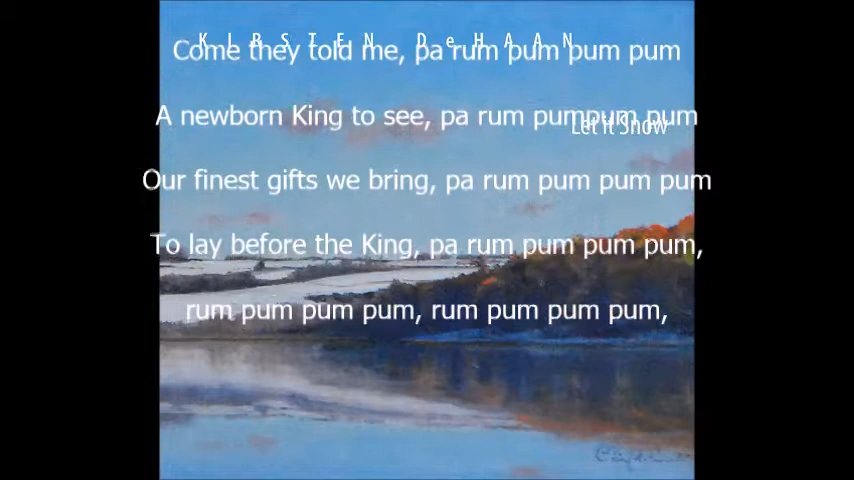 KIRSTEN DeHAAN
Come they told me, pa rum pum pum pum
A newborn King to see, pa rum pumpum pum
Let it Snow
Our finest gifts we bring, pa rum pum pum pum
To lay before the King, pa rum pum pum pum,
rum pum pum pum, rum pum pum pum,